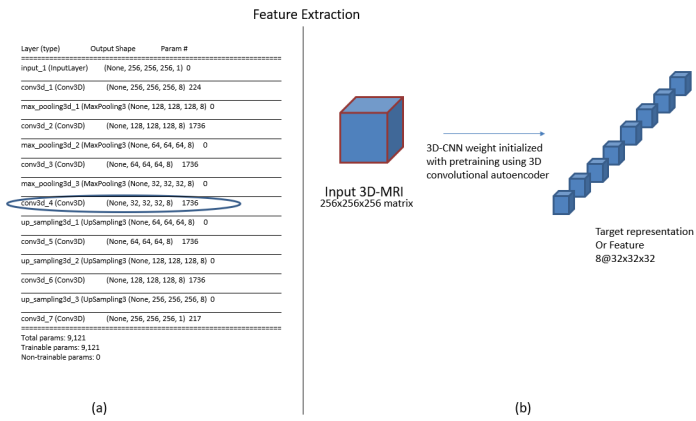 Feature Extraction
Layer (type) Output Shape Param #
=================================================================
input_1 (InputLayer) (None, 256, 256, 256, 1) 0
conv3d_1 (Conv3D) (None, 256, 256, 256, 8) 224
max_pooling3d_1 (MaxPooling3 (None, 128, 128, 128, 8) 0
conv3d_2 (Conv3D) (None, 128, 128, 128, 8) 1736
max_pooling3d_2 (MaxPooling3 (None, 64, 64, 64, 8) 0
conv3d_3 (Conv3D) (None, 64, 64, 64, 8) 1736
max_pooling3d_3 (MaxPooling3 (None, 32, 32, 32, 8) 0
conv3d_4 (Conv3D) (None, 32, 32, 32, 8) 1736
up_sampling3d_1 (UpSampling3 (None, 64, 64, 64, 8) 0
conv3d_5 (Conv3D) (None, 64, 64, 64, 8) 1736
up_sampling3d_2 (UpSampling3 (None, 128, 128, 128, 8) 0
conv3d_6 (Conv3D) (None, 128, 128, 128, 8) 1736
up_sampling3d_3 (UpSampling3 (None, 256, 256, 256, 8) 0
conv3d_7 (Conv3D) (None, 256, 256, 256, 1) 217
=================================================================
Total params: 9,121
Trainable params: 9,121
Non-trainable params: 0
(a)
Input 3D-MRI
256x256x256 matrix
3D-CNN weight initialized
with pretraining using 3D
convolutional autoencoder
Target representation
Or Feature
8@32x32x32
(b)